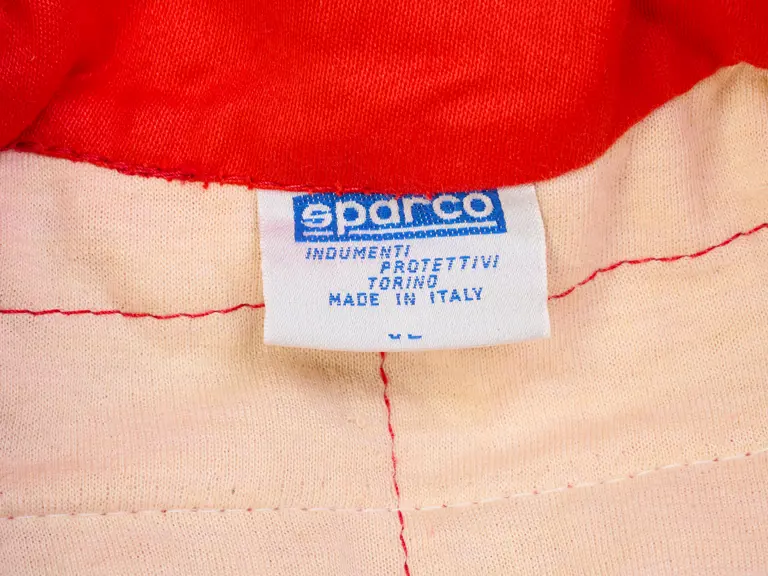 sparco
INDUMENTI
PROTETTIVI
TORINO
MADE IN ITALY